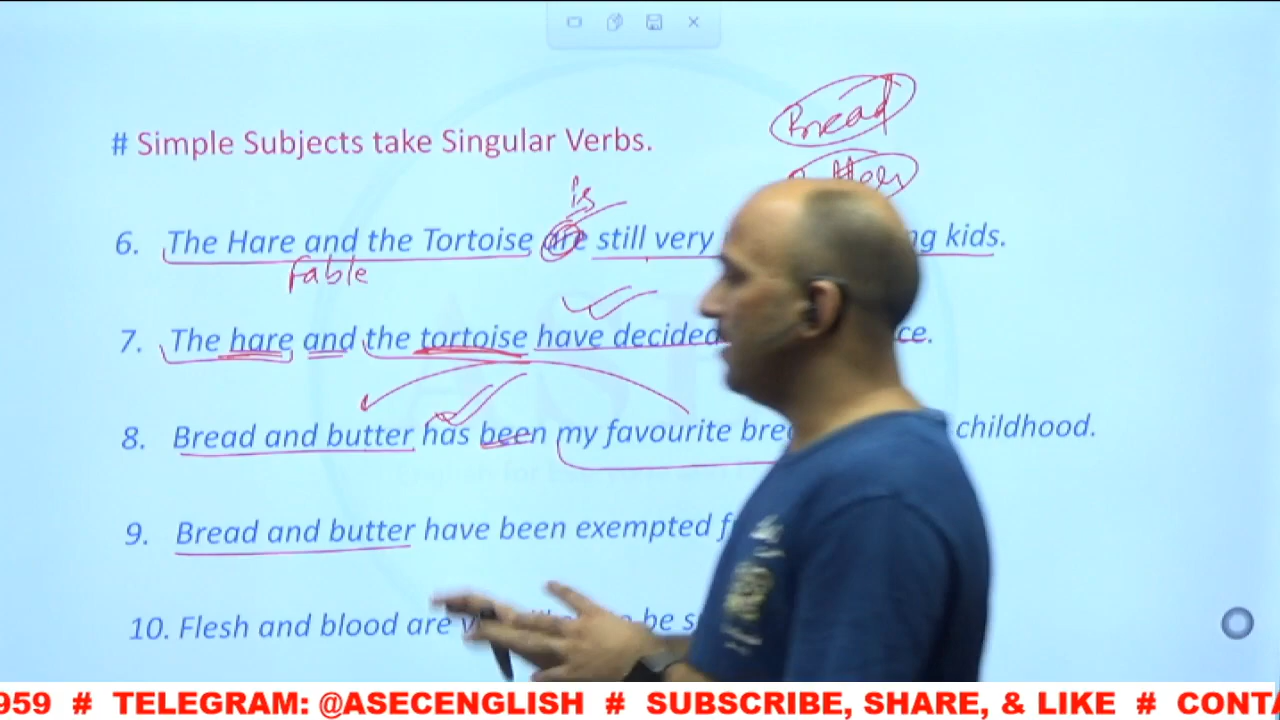 Bread
# Simple Subjects take Singular Verbs.
is
6. The Hare and the Tortoise are still very ng kids.
fable
7. The hare and the tortoise have decided ce.
8. Bread and butter has been my favourite bre childhood.
9. Bread and butter have been exempted f
10. Flesh and blood are be s
959 # TELEGRAM: @ASECENGLISH # SUBSCRIBE, SHARE, & LIKE # CONTA